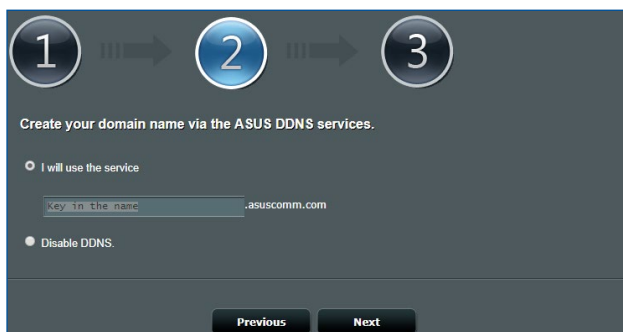 1 2 3
Create your domain name via the ASUS DDNS services.
I will use the service
Key in the name .asuscomm.com
Disable DDNS.
Previous Next